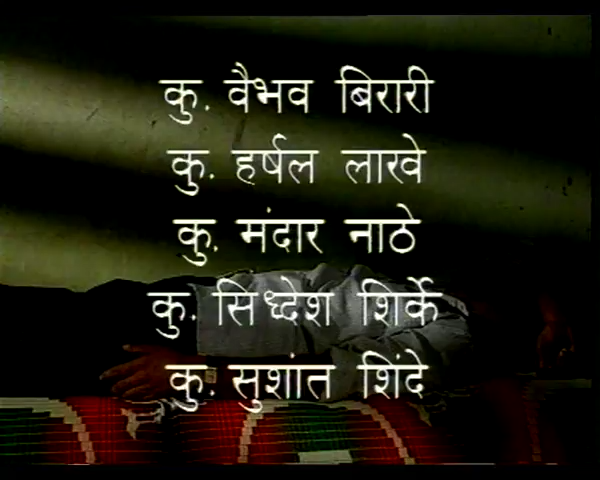 कु. वैभव बिरारी
कु. हर्षल लाखे
कु. मंदार नाठे
कु. सिध्देश शिर्के
कु. सुशांत शिंदे